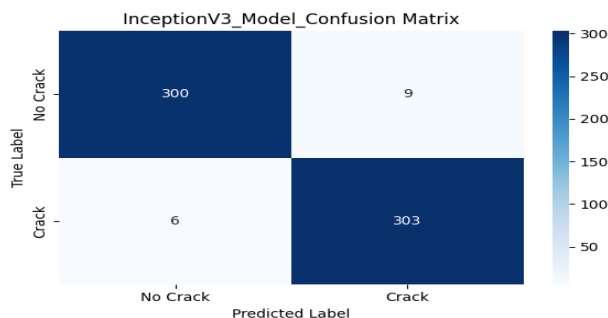 InceptionV3_Model_Confusion Matrix
True Label
No Crack
300
9
Crack
6
303
No Crack
Crack
Predicted Label
300
250
200
150
100
50